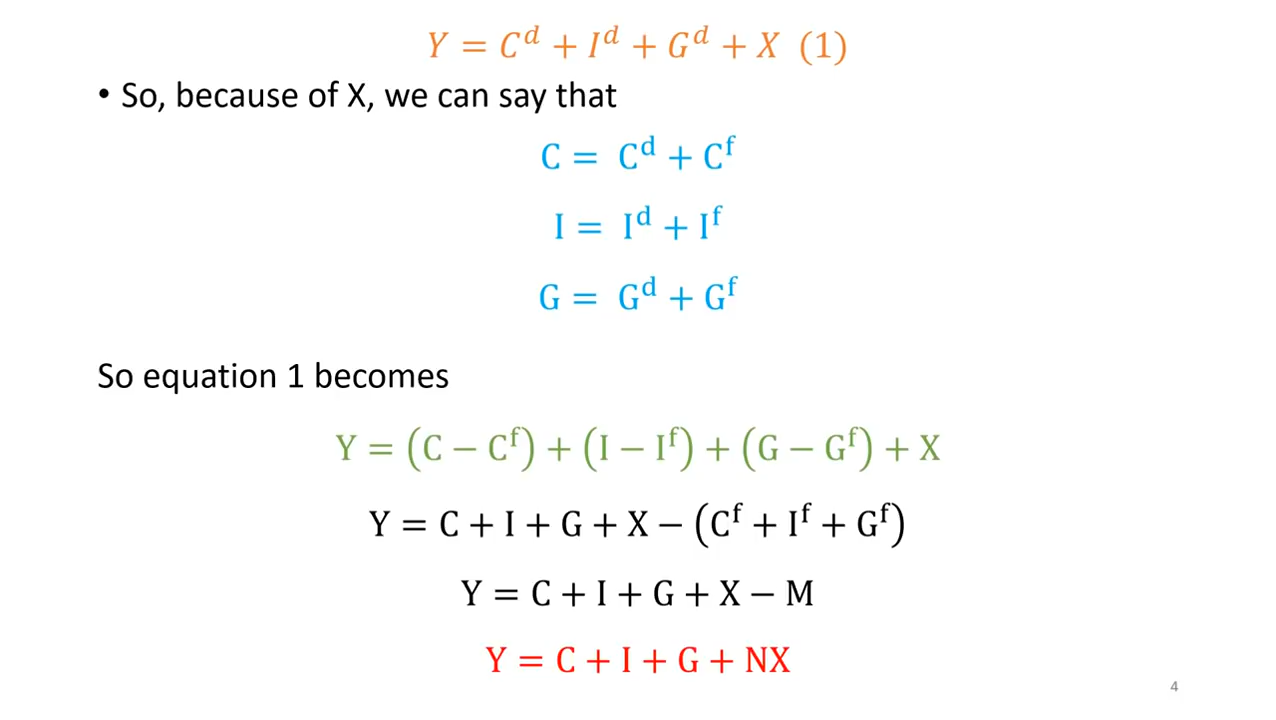 Y = C^d + I^d + G^d + X (1)
• So, because of X, we can say that
C = C^d + C^f
I = I^d + I^f
G = G^d + G^f
So equation 1 becomes
Y = (C − C^f) + (I − I^f) + (G − G^f) + X
Y = C + I + G + X − (C^f + I^f + G^f)
Y = C + I + G + X − M
Y = C + I + G + NX
4